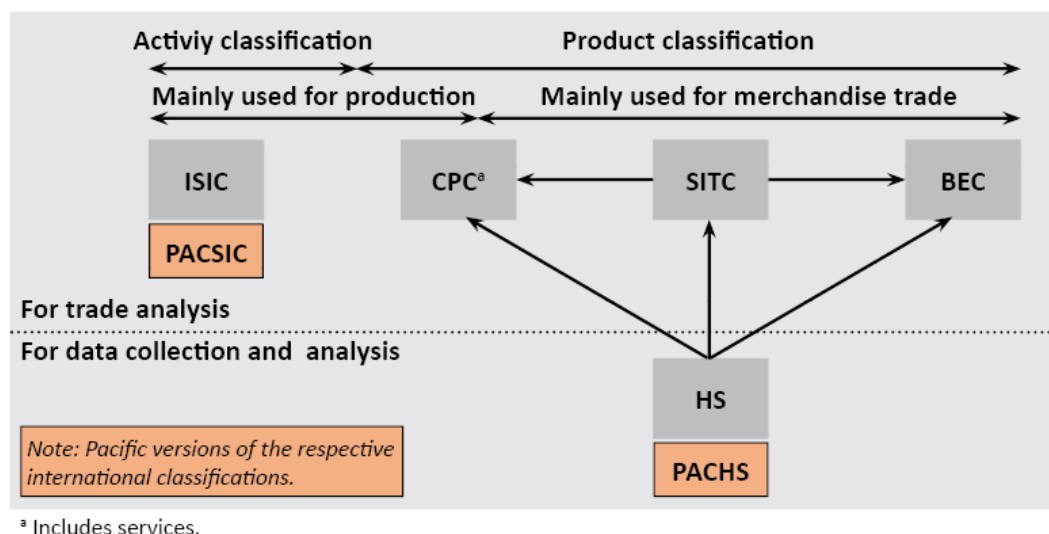 Activiy classification
Product classification
Mainly used for production
Mainly used for merchandise trade
ISIC
CPCᵃ
SITC
BEC
PACSIC
For trade analysis
For data collection and analysis
HS
PACHS
Note: Pacific versions of the respective
international classifications.
ᵃ Includes services.